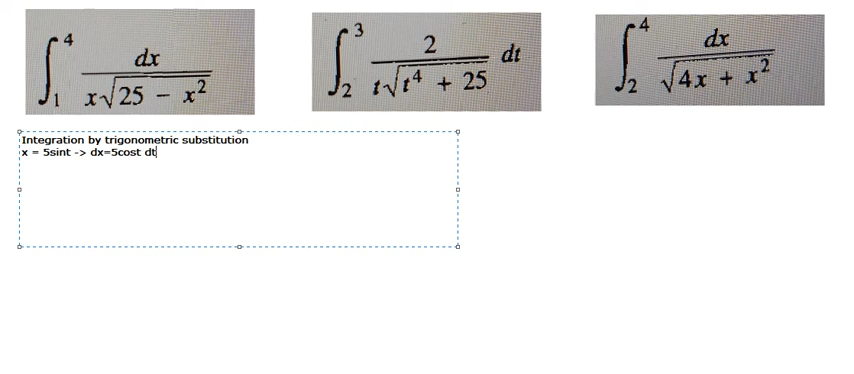 ∫₁⁴ dx / (x√(25 − x²))
∫₂³ 2 / (t√(t⁴ + 25)) dt
∫₂⁴ dx / √(4x + x²)
Integration by trigonometric substitution
x = 5sint -> dx=5cost dt